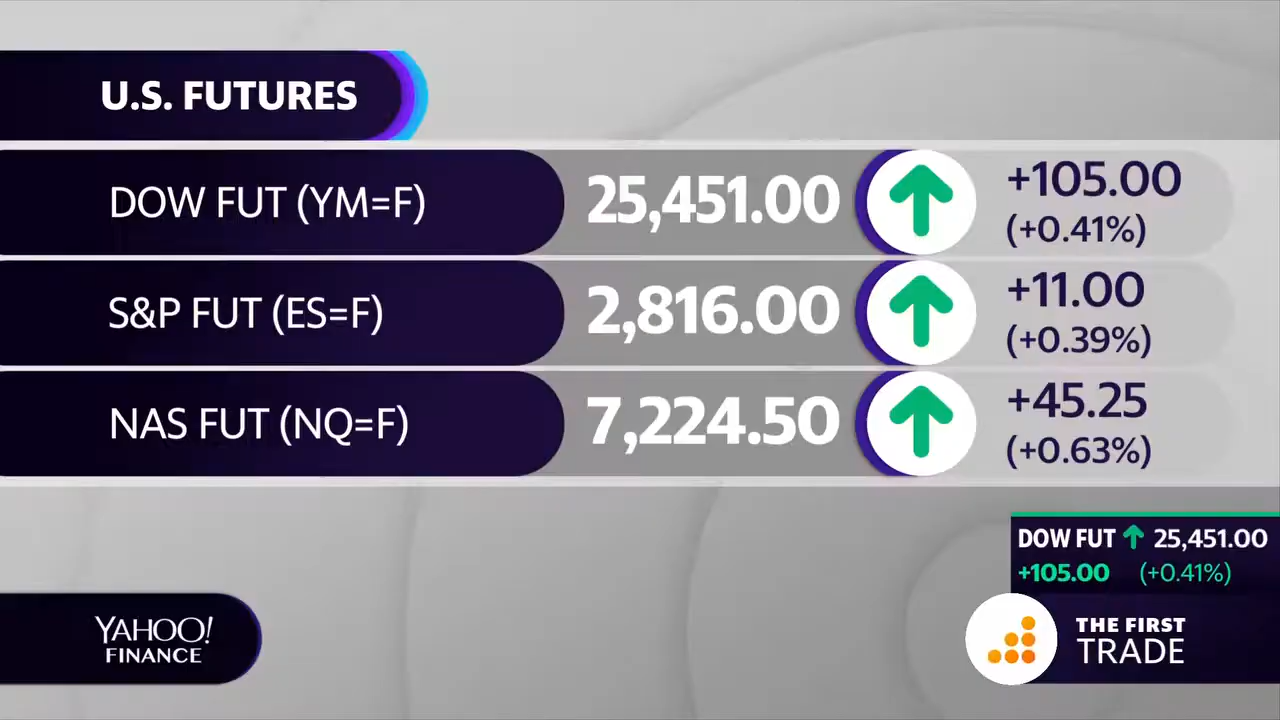 U.S. FUTURES
DOW FUT (YM=F) 25,451.00 +105.00
(+0.41%)
S&P FUT (ES=F) 2,816.00 +11.00
(+0.39%)
NAS FUT (NQ=F) 7,224.50 +45.25
(+0.63%)
DOW FUT 25,451.00
+105.00 (+0.41%)
YAHOO!
FINANCE
THE FIRST
TRADE